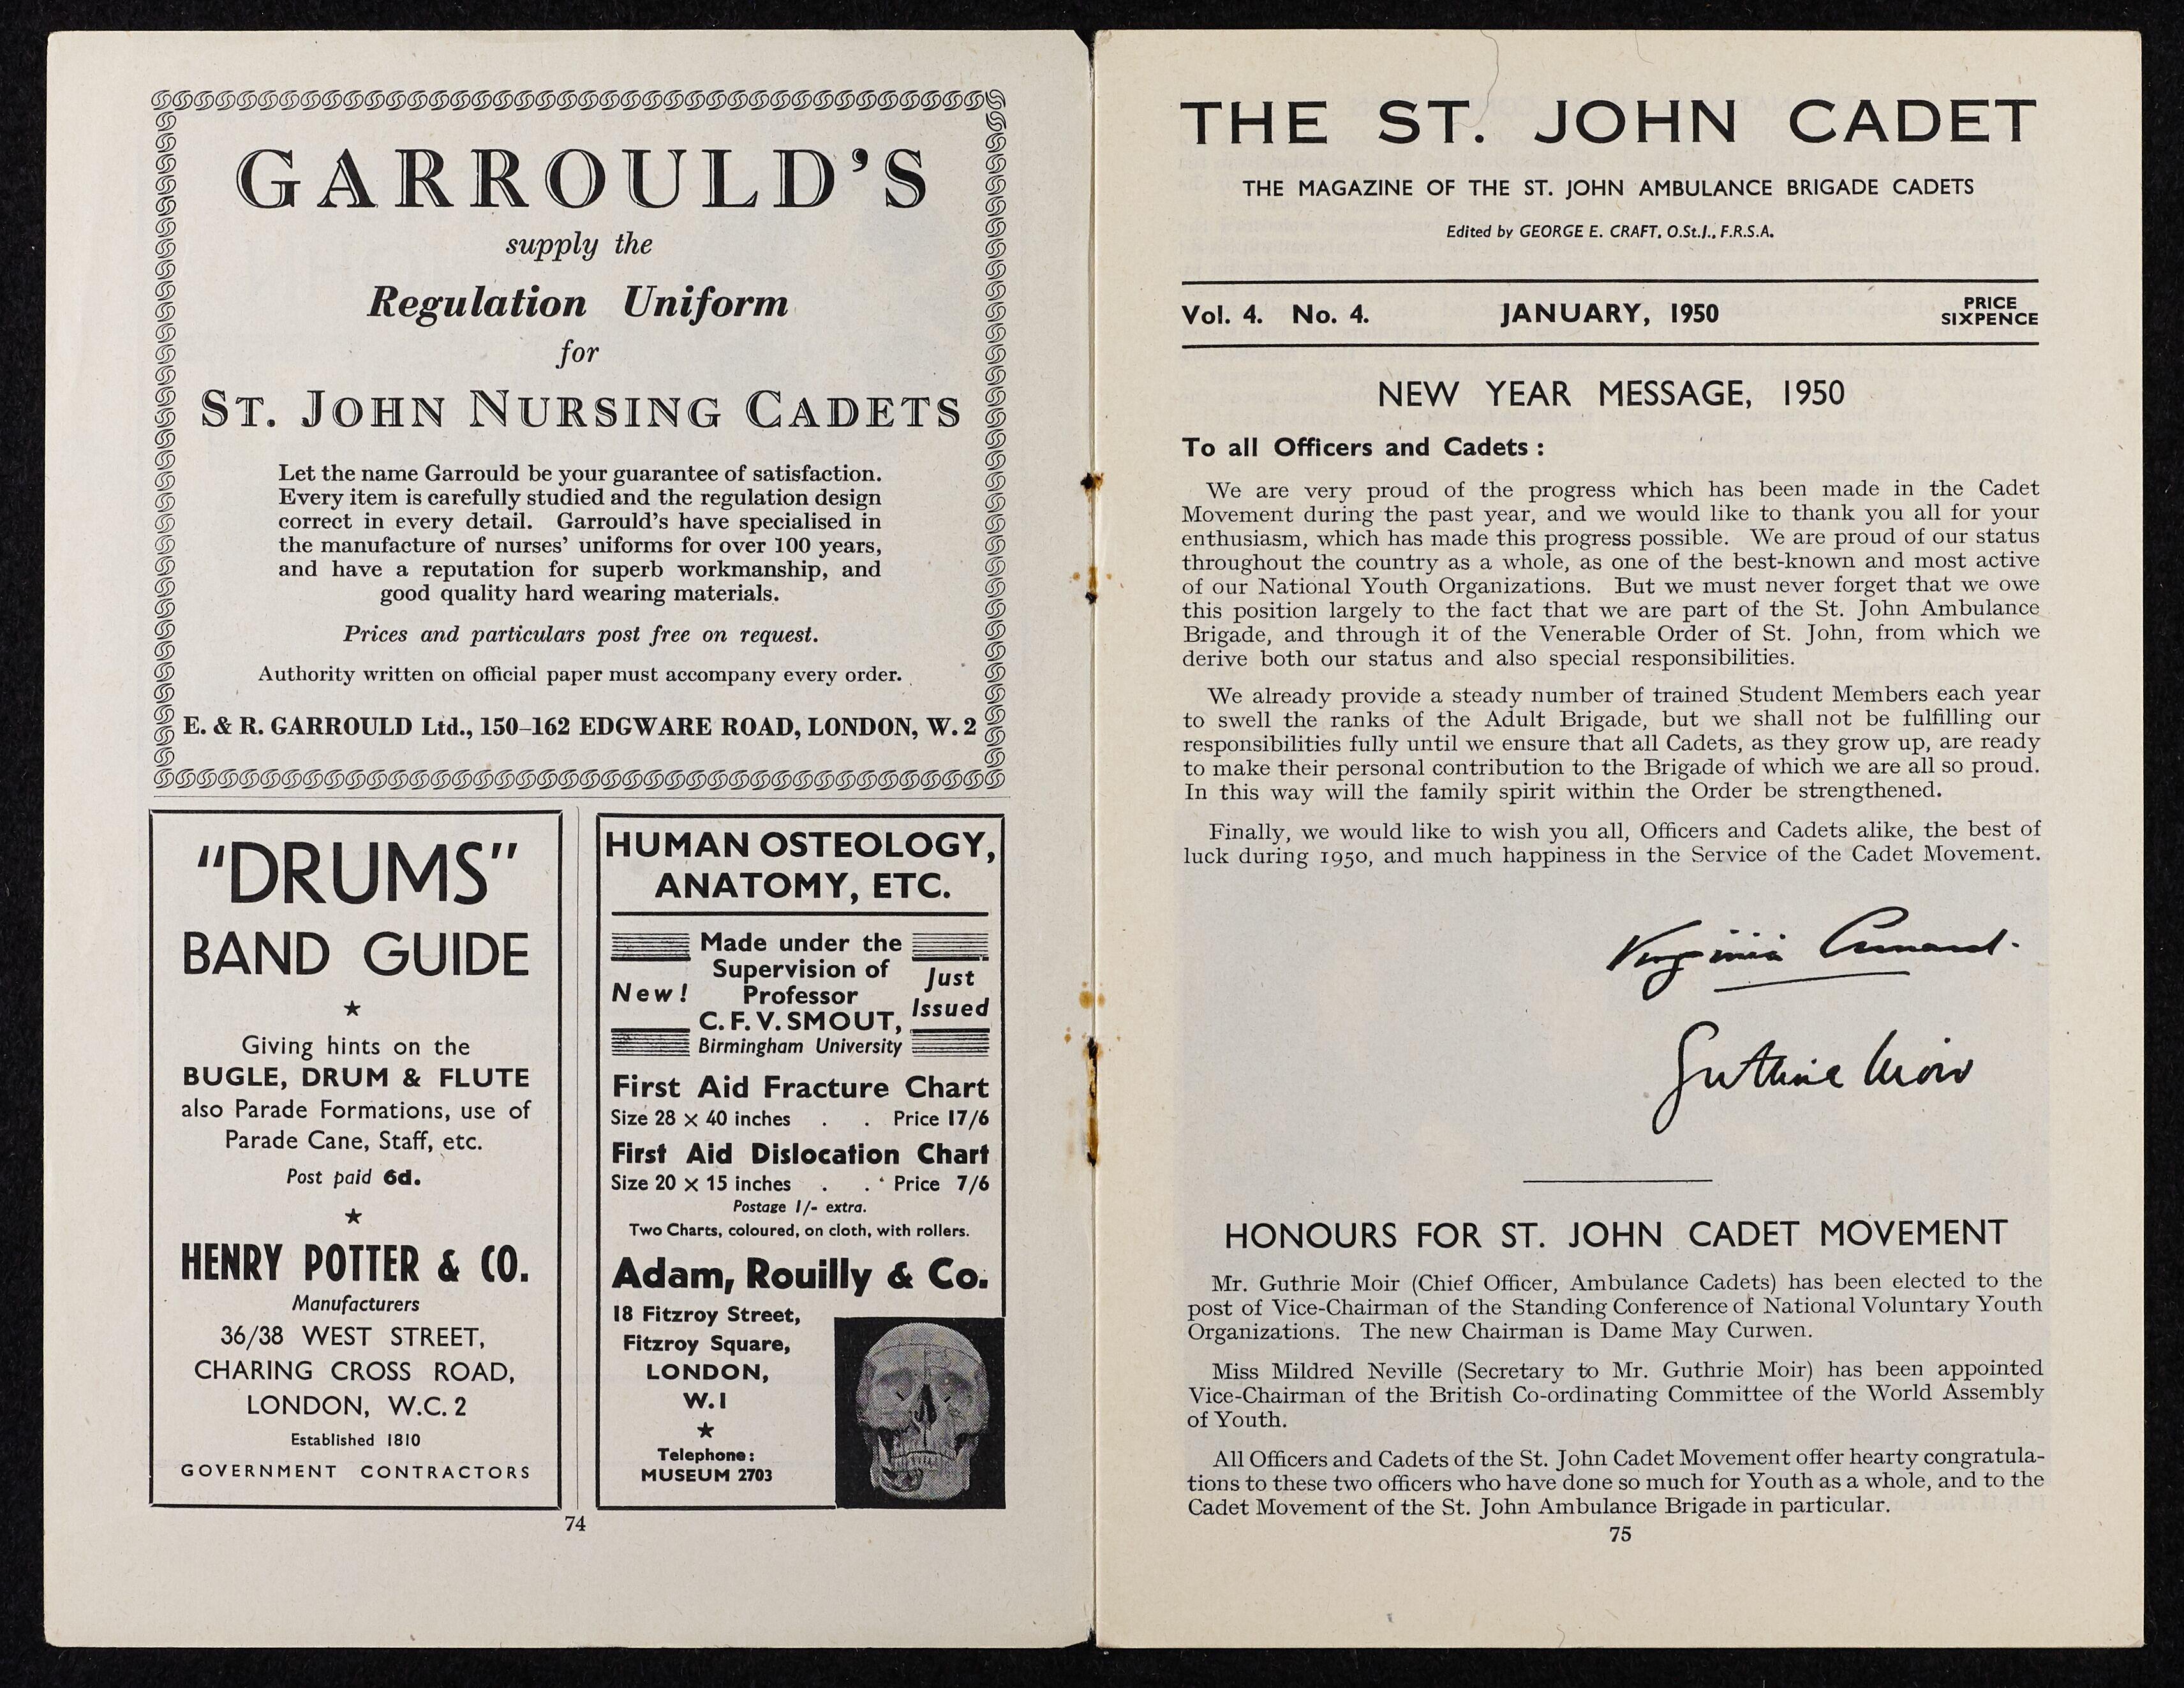 GARROULD'S
supply the
Regulation Uniform
for
ST. JOHN NURSING CADETS
Let the name Garrould be your guarantee of satisfaction.
Every item is carefully studied and the regulation design
correct in every detail. Garrould's have specialised in
the manufacture of nurses' uniforms for over 100 years,
and have a reputation for superb workmanship, and
good quality hard wearing materials.
Prices and particulars post free on request.
Authority written on official paper must accompany every order.
E. & R. GARROULD Ltd., 150–162 EDGWARE ROAD, LONDON, W. 2
"DRUMS"
BAND GUIDE
★
Giving hints on the
BUGLE, DRUM & FLUTE
also Parade Formations, use of
Parade Cane, Staff, etc.
Post paid 6d.
★
HENRY POTTER & CO.
Manufacturers
36/38 WEST STREET,
CHARING CROSS ROAD,
LONDON, W.C. 2
Established 1810
GOVERNMENT CONTRACTORS
HUMAN OSTEOLOGY,
ANATOMY, ETC.
New!
Made under the
Supervision of
Professor
C. F. V. SMOUT,
Birmingham University
Just
Issued
First Aid Fracture Chart
Size 28 × 40 inches . . Price 17/6
First Aid Dislocation Chart
Size 20 × 15 inches . . Price 7/6
Postage 1/- extra.
Two Charts, coloured, on cloth, with rollers.
Adam, Rouilly & Co.
18 Fitzroy Street,
Fitzroy Square,
LONDON,
W.1
★
Telephone:
MUSEUM 2703
74
THE ST. JOHN CADET
THE MAGAZINE OF THE ST. JOHN AMBULANCE BRIGADE CADETS
Edited by GEORGE E. CRAFT, O.St.J., F.R.S.A.
Vol. 4. No. 4. JANUARY, 1950 PRICE
SIXPENCE
NEW YEAR MESSAGE, 1950
To all Officers and Cadets :
We are very proud of the progress which has been made in the Cadet
Movement during the past year, and we would like to thank you all for your
enthusiasm, which has made this progress possible. We are proud of our status
throughout the country as a whole, as one of the best-known and most active
of our National Youth Organizations. But we must never forget that we owe
this position largely to the fact that we are part of the St. John Ambulance
Brigade, and through it of the Venerable Order of St. John, from which we
derive both our status and also special responsibilities.
We already provide a steady number of trained Student Members each year
to swell the ranks of the Adult Brigade, but we shall not be fulfilling our
responsibilities fully until we ensure that all Cadets, as they grow up, are ready
to make their personal contribution to the Brigade of which we are all so proud.
In this way will the family spirit within the Order be strengthened.
Finally, we would like to wish you all, Officers and Cadets alike, the best of
luck during 1950, and much happiness in the Service of the Cadet Movement.
Virginia Cunard.
Guthrie Moir
HONOURS FOR ST. JOHN CADET MOVEMENT
Mr. Guthrie Moir (Chief Officer, Ambulance Cadets) has been elected to the
post of Vice-Chairman of the Standing Conference of National Voluntary Youth
Organizations. The new Chairman is Dame May Curwen.
Miss Mildred Neville (Secretary to Mr. Guthrie Moir) has been appointed
Vice-Chairman of the British Co-ordinating Committee of the World Assembly
of Youth.
All Officers and Cadets of the St. John Cadet Movement offer hearty congratula-
tions to these two officers who have done so much for Youth as a whole, and to the
Cadet Movement of the St. John Ambulance Brigade in particular.
75